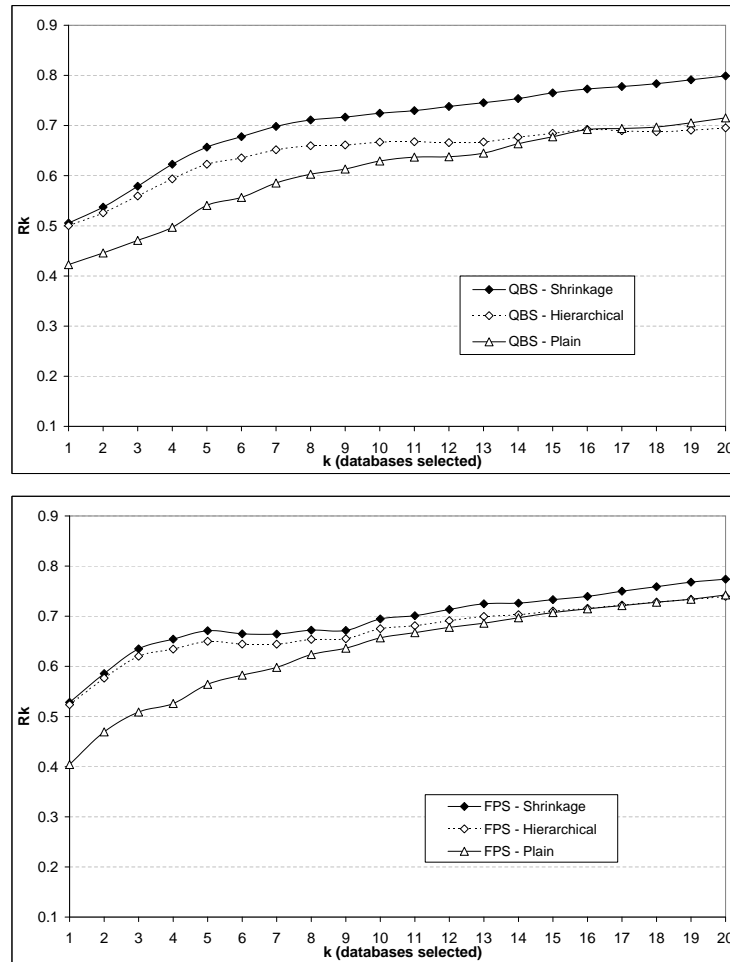 0.9
0.8
0.7
0.6
0.5
0.4
0.3
0.2
0.1
Rk
QBS - Shrinkage
QBS - Hierarchical
QBS - Plain
1 2 3 4 5 6 7 8 9 10 11 12 13 14 15 16 17 18 19 20
k (databases selected)
0.9
0.8
0.7
0.6
0.5
0.4
0.3
0.2
0.1
Rk
FPS - Shrinkage
FPS - Hierarchical
FPS - Plain
1 2 3 4 5 6 7 8 9 10 11 12 13 14 15 16 17 18 19 20
k (databases selected)